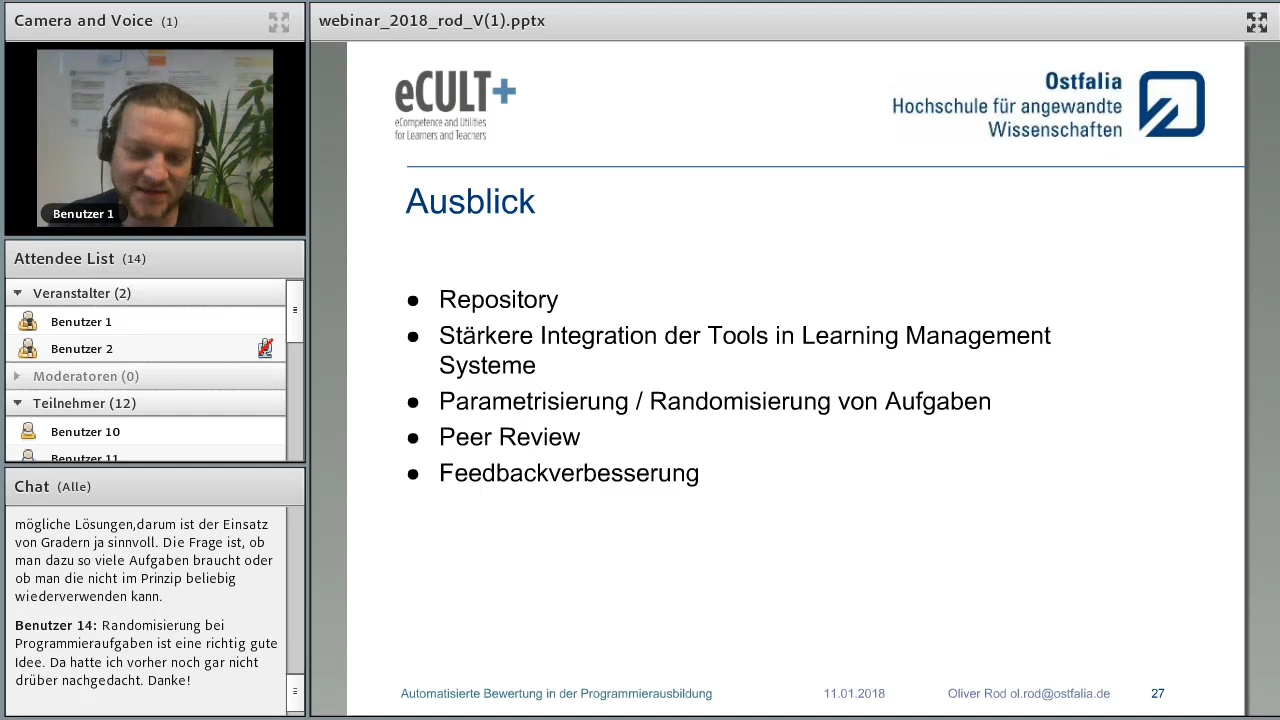 Camera and Voice (1)
Benutzer 1
Attendee List (14)
Veranstalter (2)
Benutzer 1
Benutzer 2
Moderatoren (0)
Teilnehmer (12)
Benutzer 10
Benutzer 11
Chat (Alle)
mögliche Lösungen,darum ist der Einsatz
von Gradern ja sinnvoll. Die Frage ist, ob
man dazu so viele Aufgaben braucht oder
ob man die nicht im Prinzip beliebig
wiederverwenden kann.
Benutzer 14: Randomisierung bei
Programmieraufgaben ist eine richtig gute
Idee. Da hatte ich vorher noch gar nicht
drüber nachgedacht. Danke!
webinar_2018_rod_V(1).pptx
eCULT+
eCompetence and Utilities
for Learners and Teachers
Ostfalia
Hochschule für angewandte
Wissenschaften
Ausblick
● Repository
● Stärkere Integration der Tools in Learning Management
Systeme
● Parametrisierung / Randomisierung von Aufgaben
● Peer Review
● Feedbackverbesserung
Automatisierte Bewertung in der Programmierausbildung 11.01.2018 Oliver Rod ol.rod@ostfalia.de 27